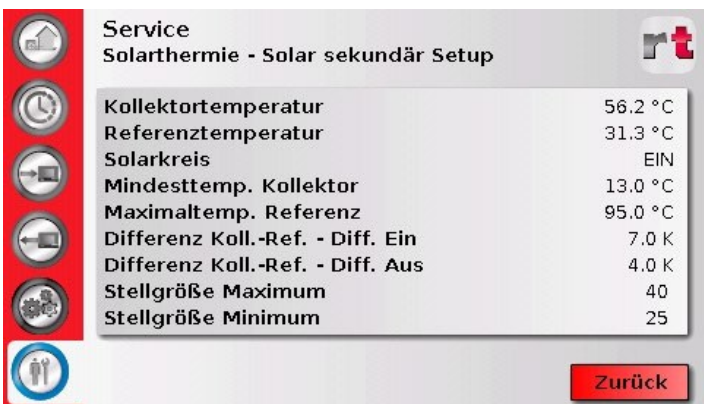 Service
Solarthermie - Solar sekundär Setup
rt
Kollektortemperatur 56.2 °C
Referenztemperatur 31.3 °C
Solarkreis EIN
Mindesttemp. Kollektor 13.0 °C
Maximaltemp. Referenz 95.0 °C
Differenz Koll.-Ref. - Diff. Ein 7.0 K
Differenz Koll.-Ref. - Diff. Aus 4.0 K
Stellgröße Maximum 40
Stellgröße Minimum 25
Zurück